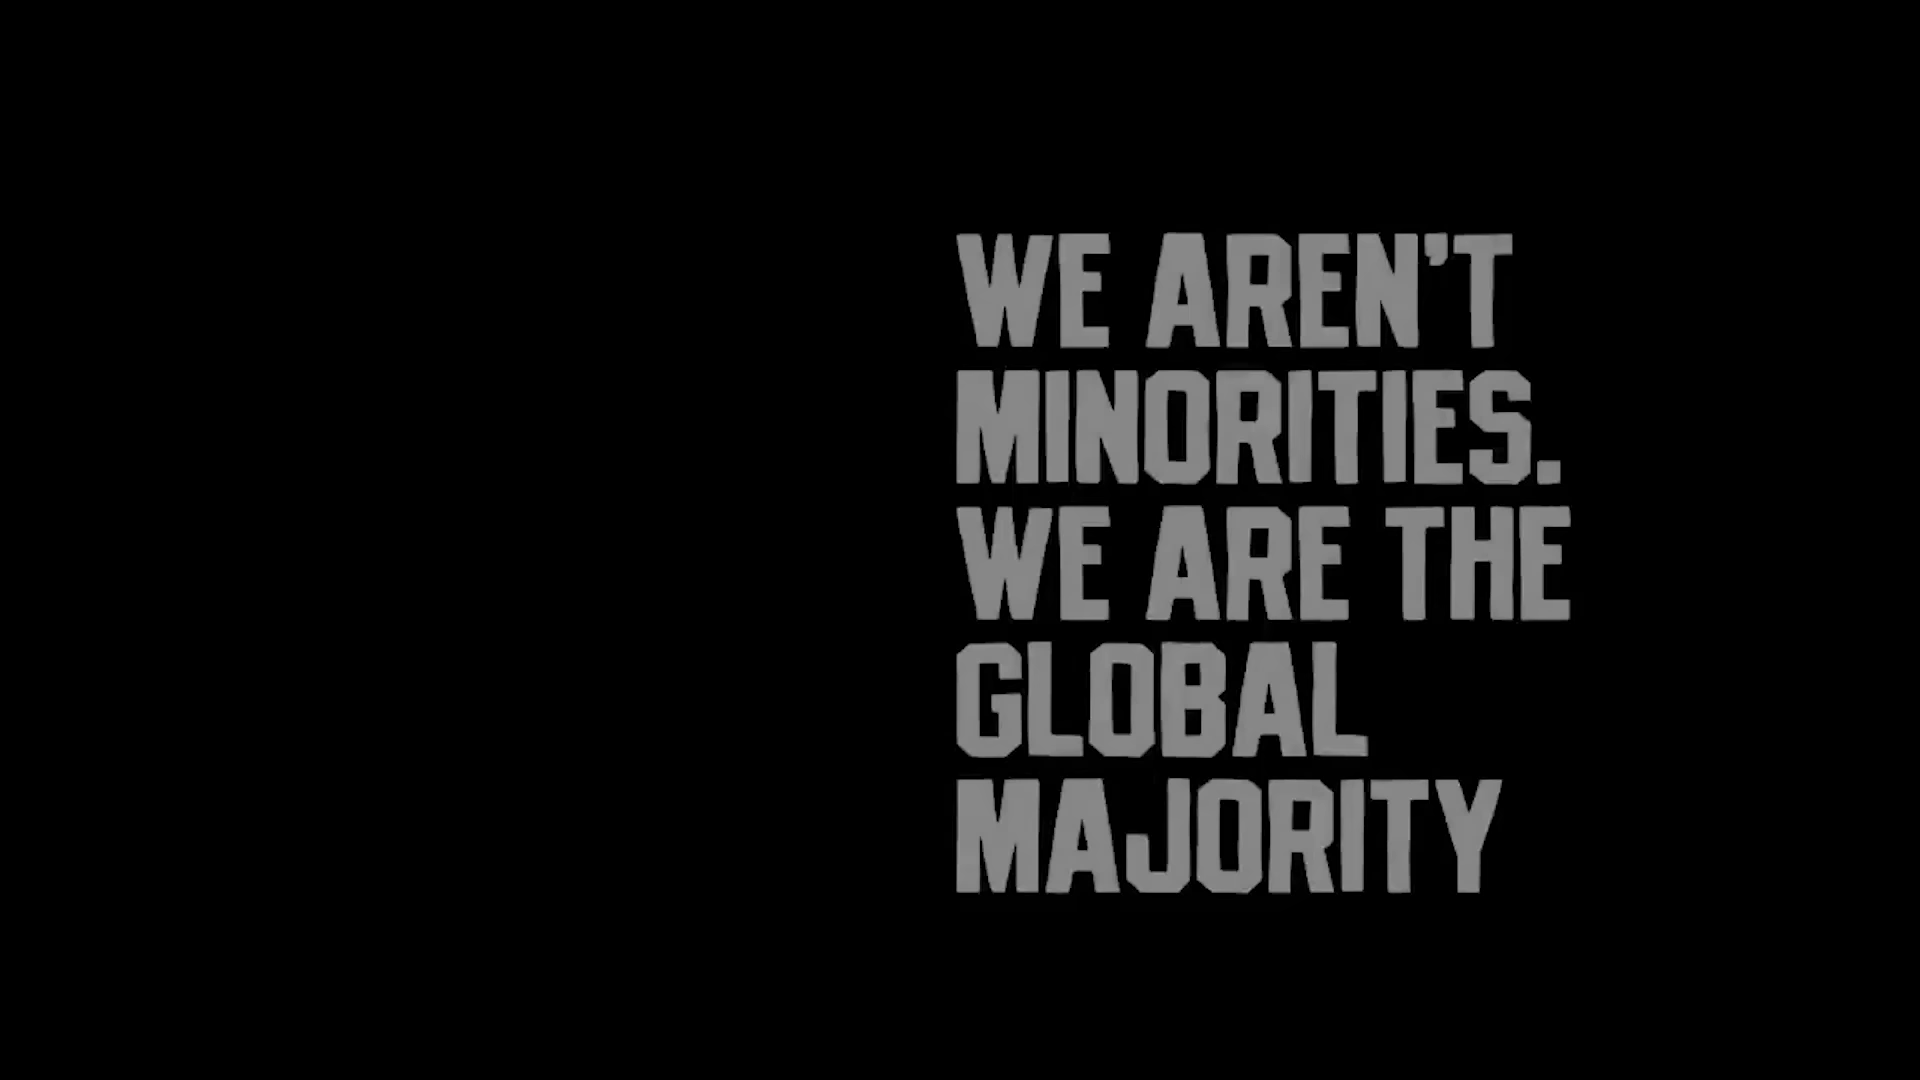 WE AREN'T
MINORITIES.
WE ARE THE
GLOBAL
MAJORITY